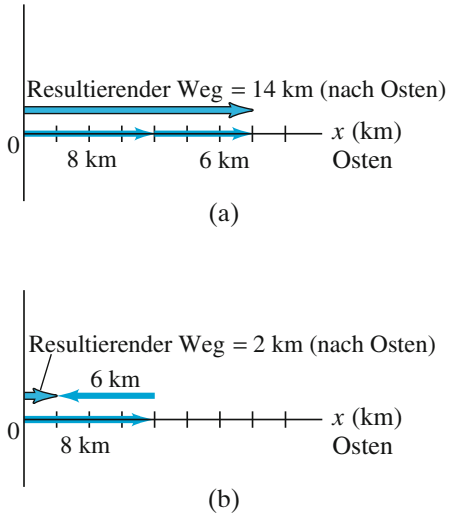 Resultierender Weg = 14 km (nach Osten)
0
x (km)
8 km
6 km
Osten
(a)
Resultierender Weg = 2 km (nach Osten)
6 km
0
x (km)
8 km
Osten
(b)